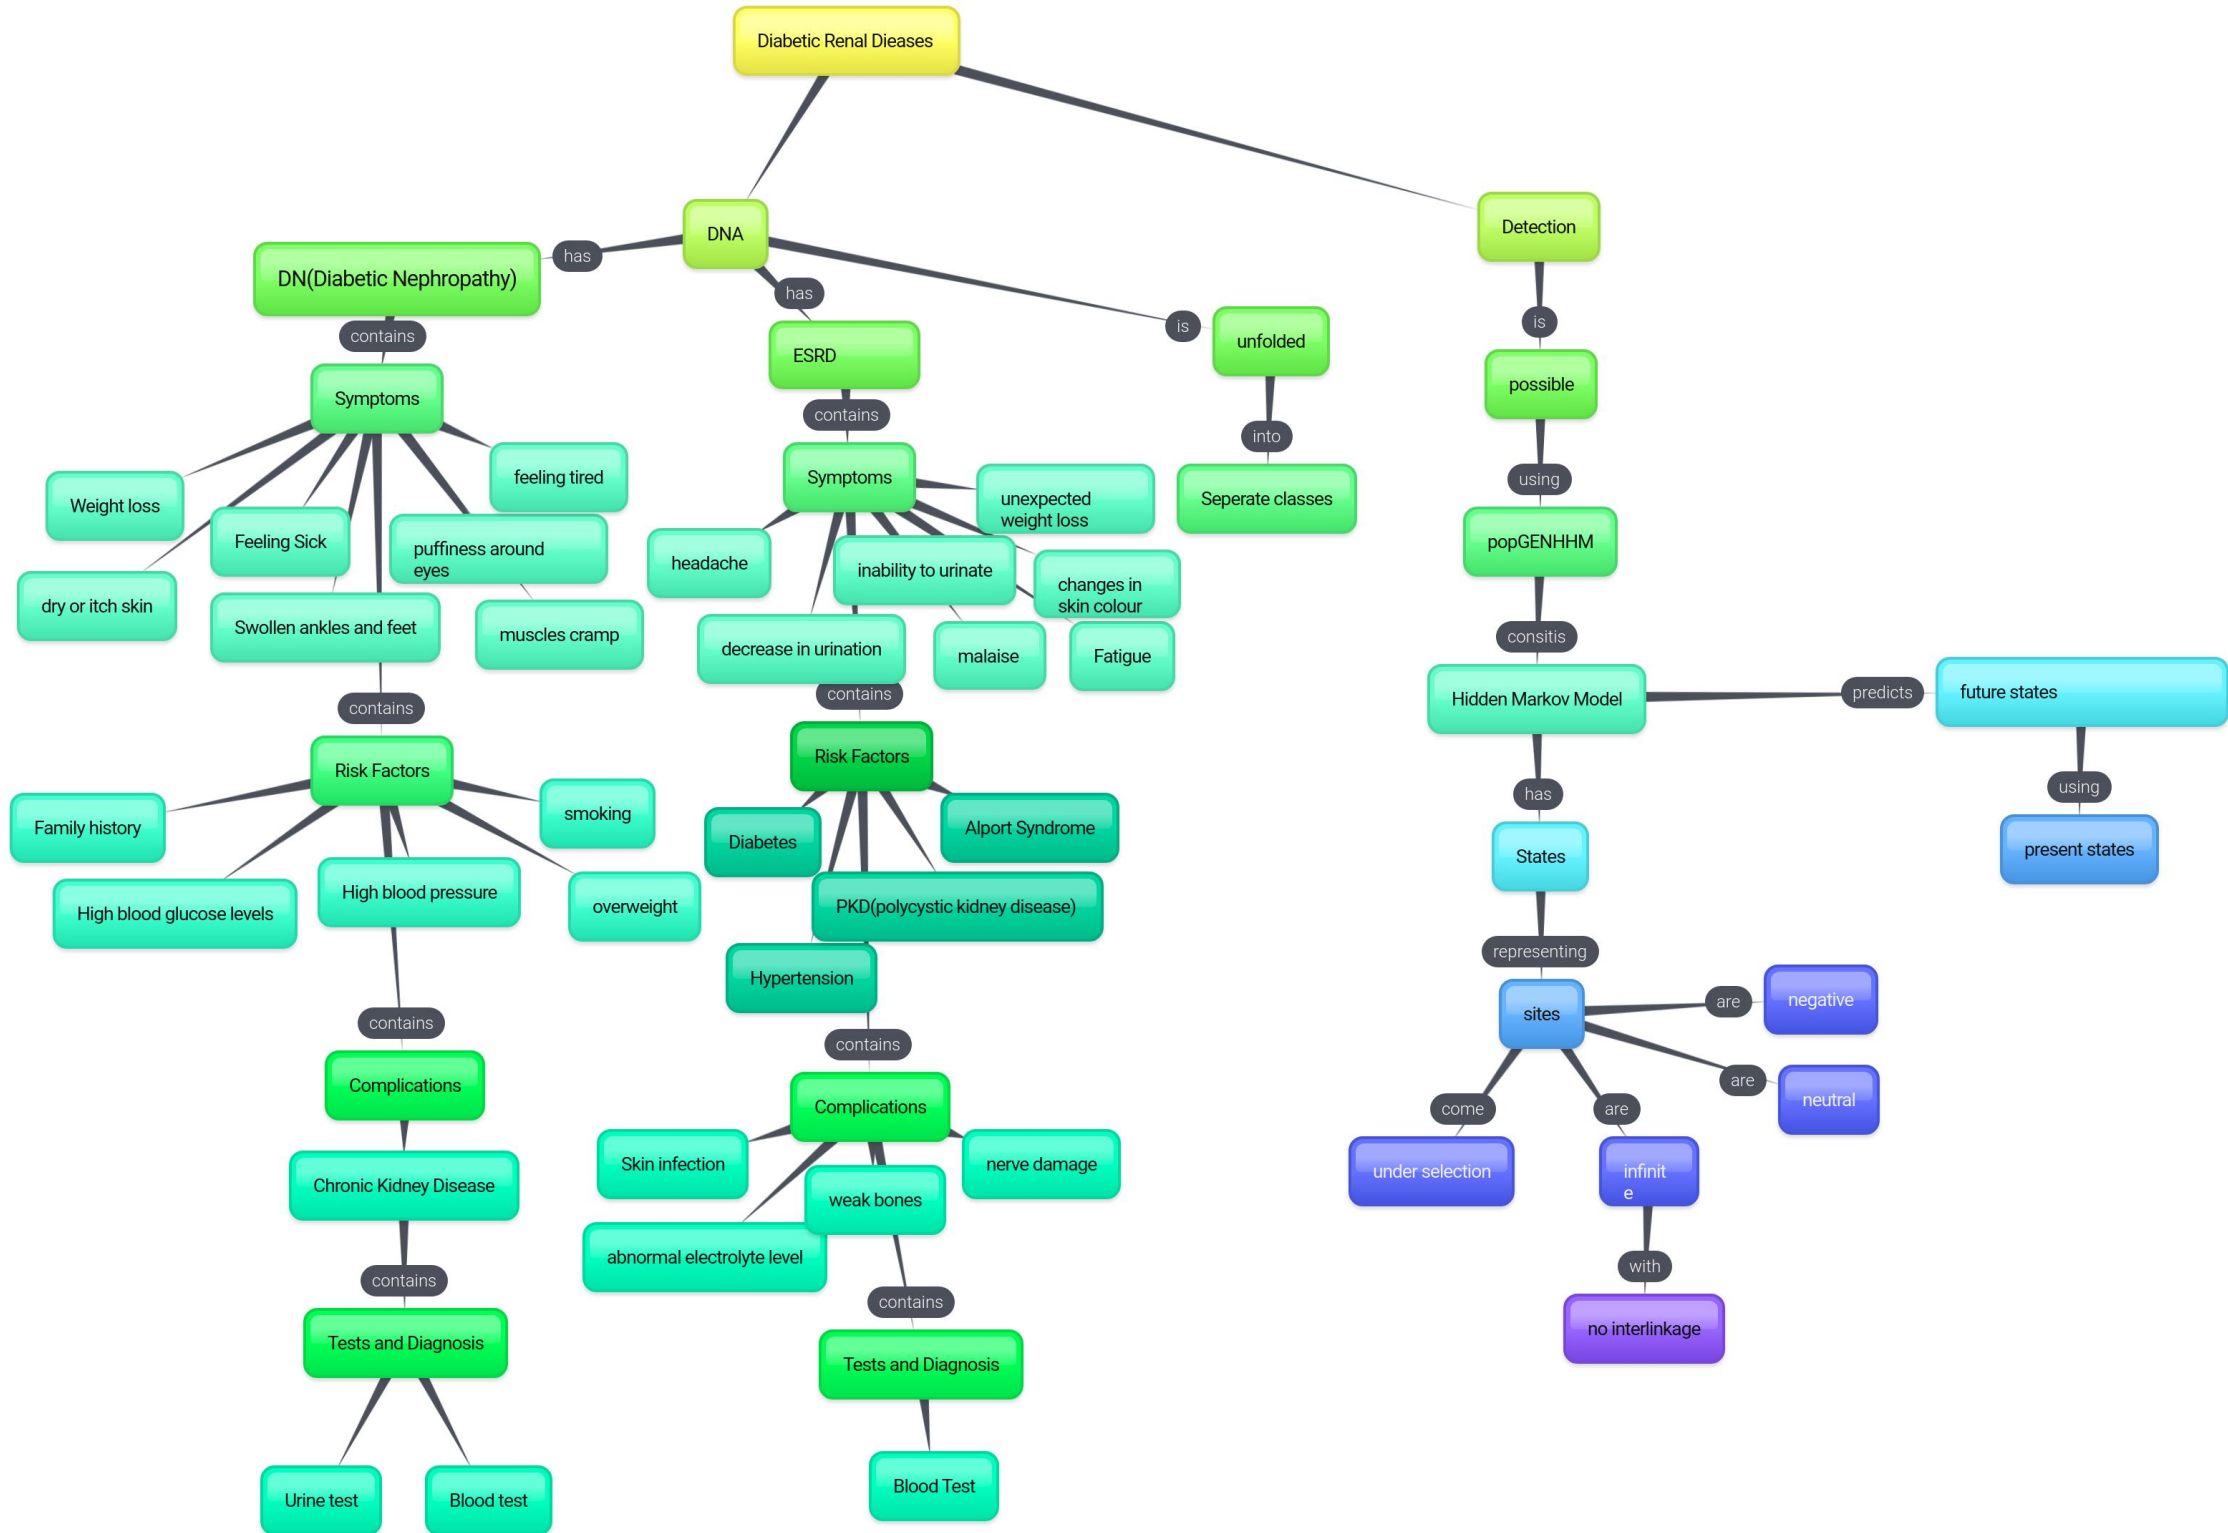 Diabetic Renal Dieases
DNA
Detection
has
DN(Diabetic Nephropathy)
has
is
is
unfolded
contains
ESRD
possible
Symptoms
contains
into
using
feeling tired
Symptoms
unexpected
weight loss
Seperate classes
Weight loss
Feeling Sick
puffiness around
eyes
headache
inability to urinate
changes in
skin colour
popGENHHM
dry or itch skin
Swollen ankles and feet
muscles cramp
decrease in urination
malaise
Fatigue
consitis
contains
contains
Hidden Markov Model
predicts
future states
Risk Factors
Risk Factors
has
using
Family history
smoking
Diabetes
Alport Syndrome
States
present states
High blood glucose levels
High blood pressure
overweight
PKD(polycystic kidney disease)
representing
Hypertension
sites
are
negative
contains
contains
are
neutral
Complications
Complications
come
are
Chronic Kidney Disease
Skin infection
weak bones
nerve damage
under selection
infinit
e
abnormal electrolyte level
contains
contains
with
Tests and Diagnosis
Tests and Diagnosis
no interlinkage
Urine test
Blood test
Blood Test